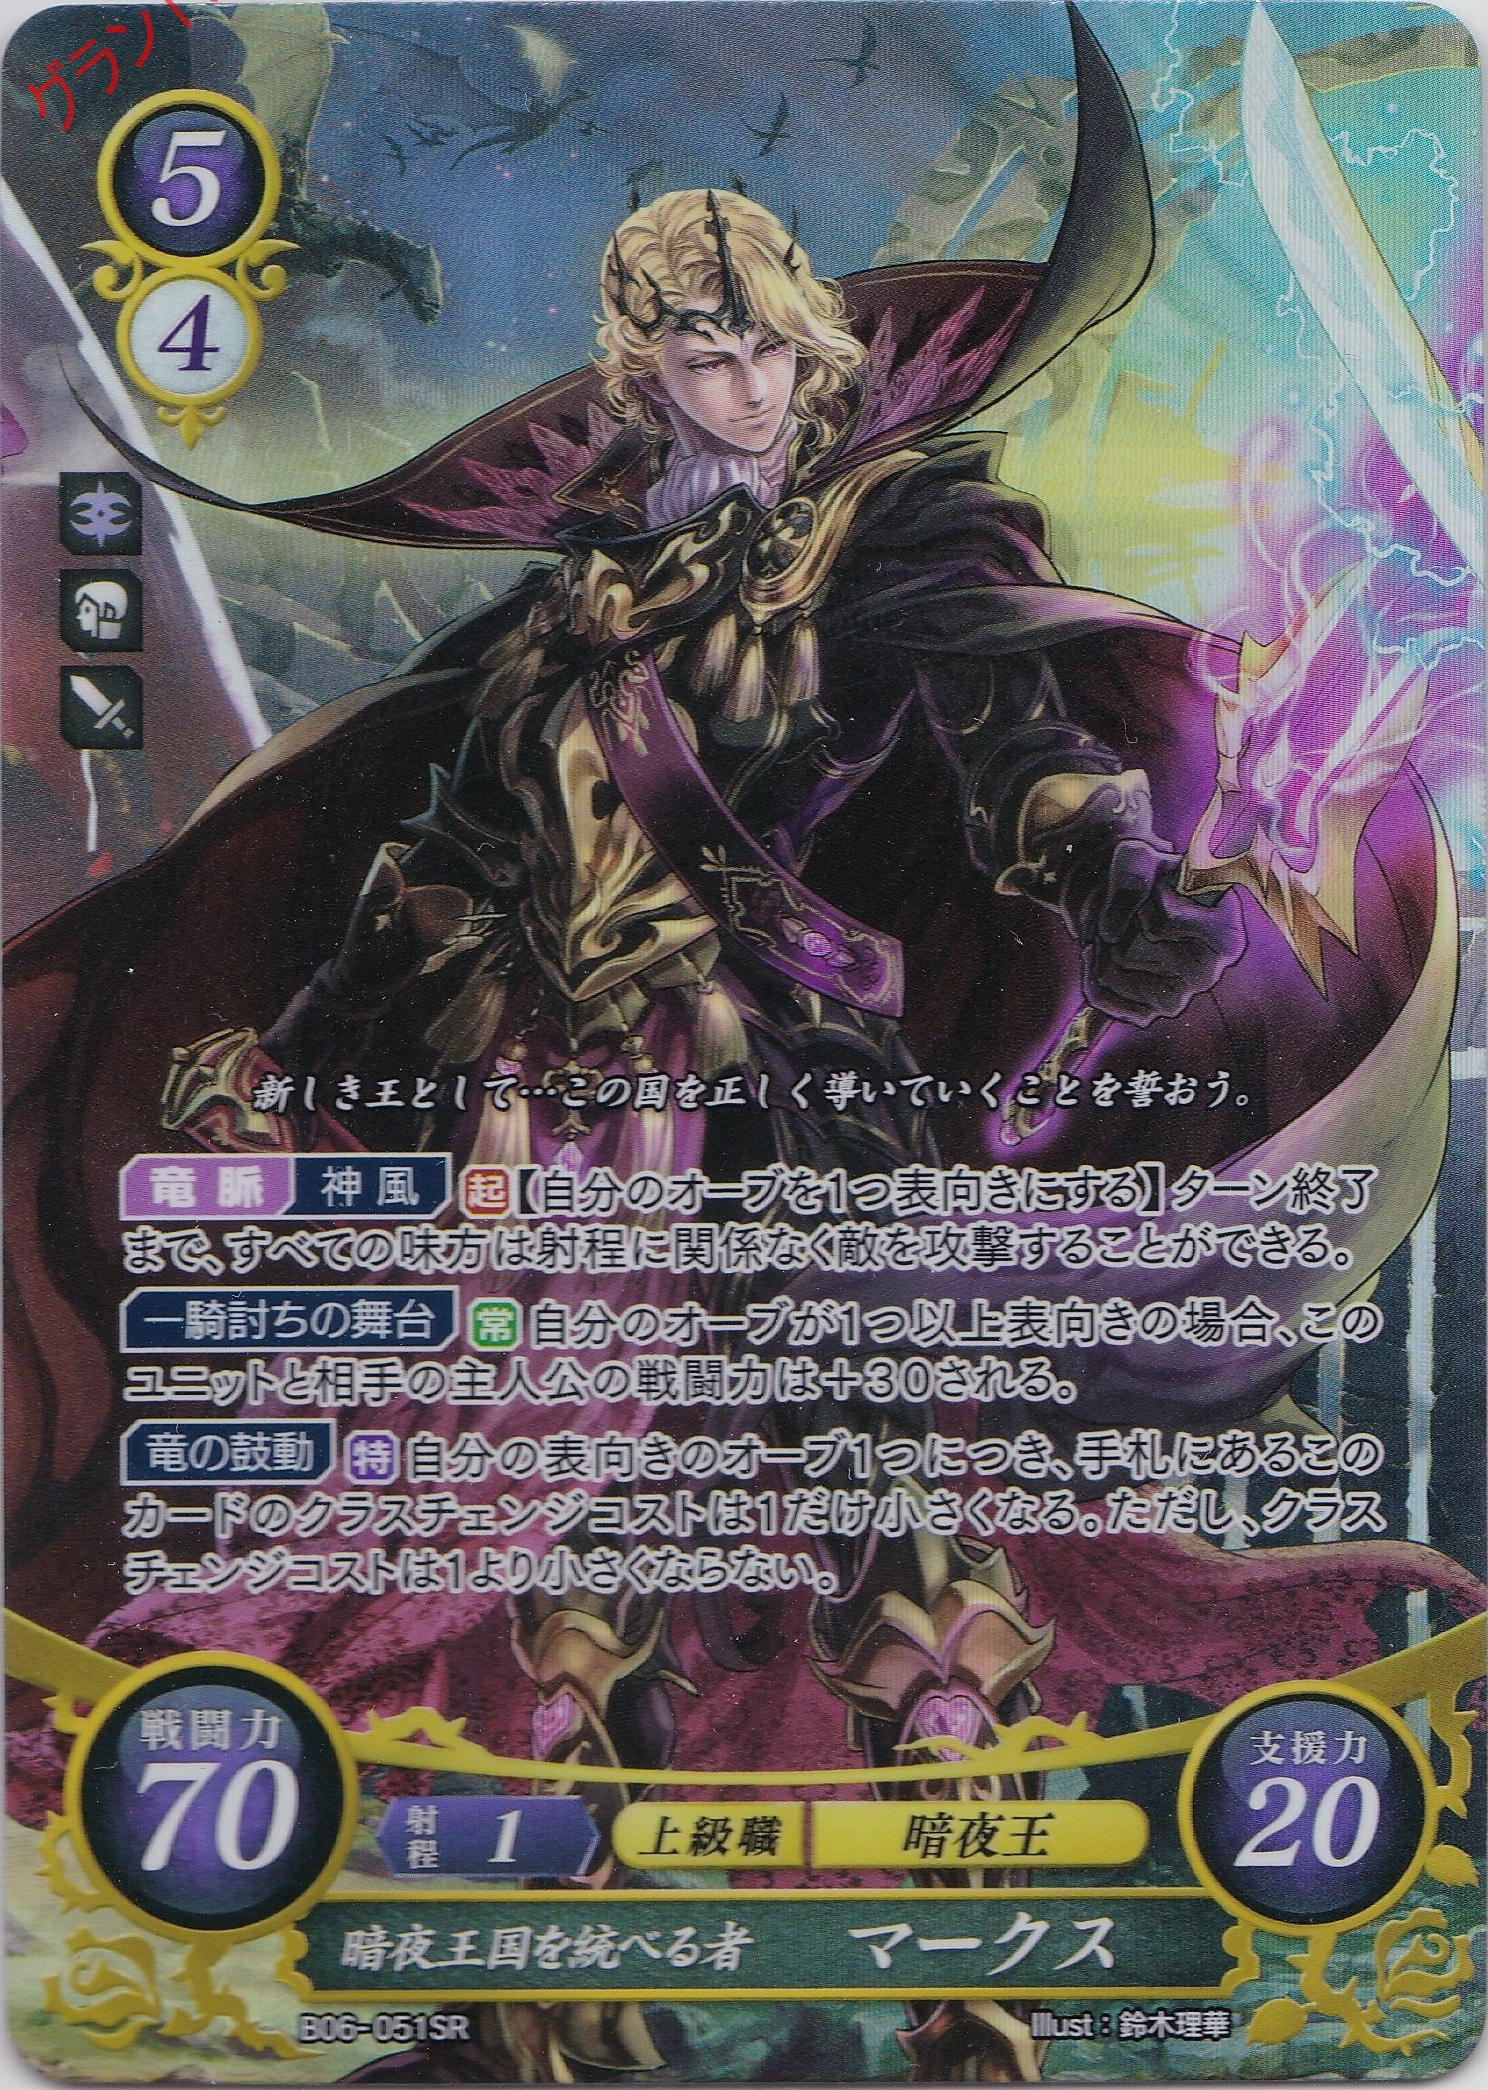 グラン
5
4
新しき王として…この国を正しく導いていくことを誓おう。
竜脈 神風 起【自分のオーブを1つ表向きにする】ターン終了
まで、すべての味方は射程に関係なく敵を攻撃することができる。
一騎討ちの舞台 常 自分のオーブが1つ以上表向きの場合、この
ユニットと相手の主人公の戦闘力は+30される。
竜の鼓動 特 自分の表向きのオーブ1つにつき、手札にあるこの
カードのクラスチェンジコストは1だけ小さくなる。ただし、クラス
チェンジコストは1より小さくならない。
戦闘力
70
射程 1
上級職 暗夜王
支援力
20
暗夜王国を統べる者 マークス
B06-051SR
Illust：鈴木理華